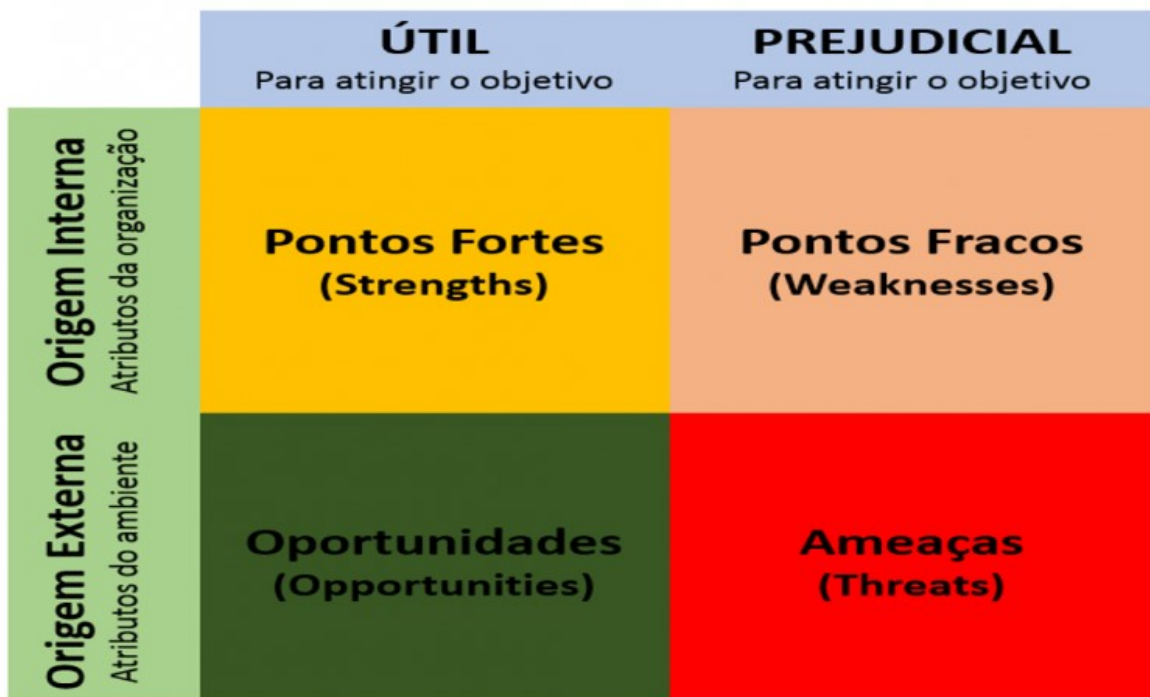 ÚTIL
Para atingir o objetivo
PREJUDICIAL
Para atingir o objetivo
Origem Interna
Atributos da organização
Pontos Fortes
(Strengths)
Pontos Fracos
(Weaknesses)
Origem Externa
Atributos do ambiente
Oportunidades
(Opportunities)
Ameaças
(Threats)